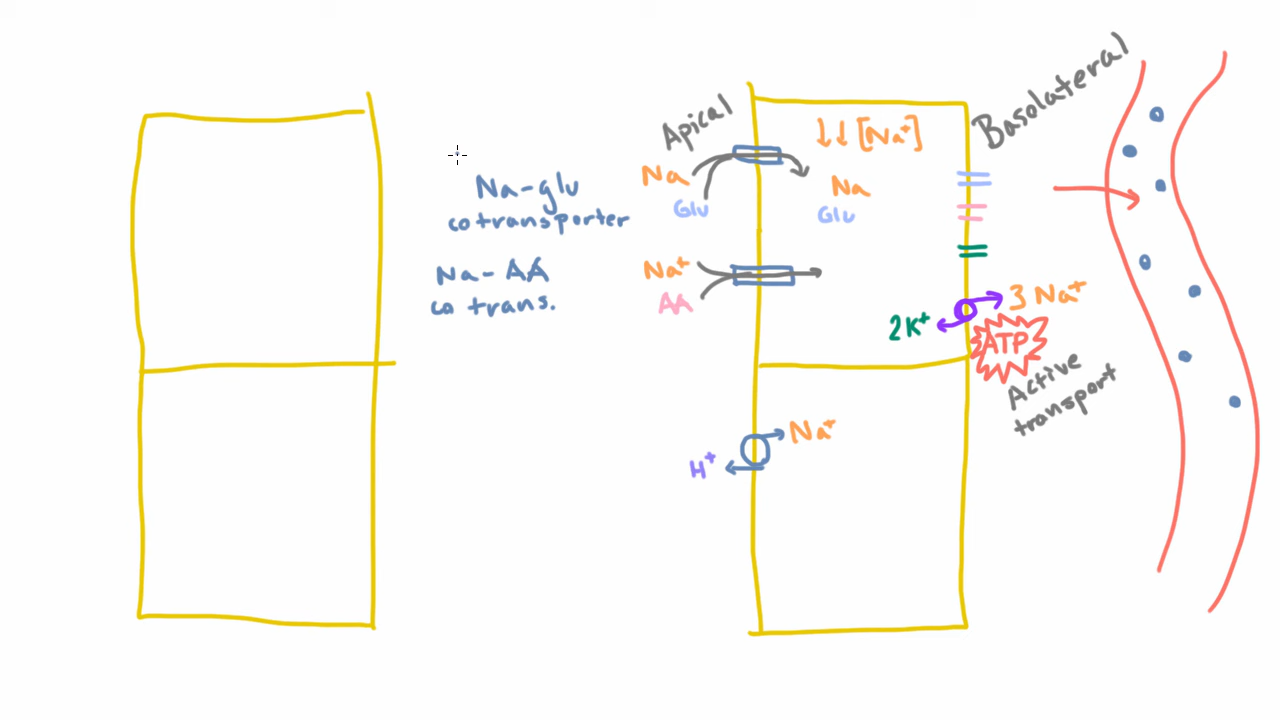 Na-glu
cotransporter
Na-AA
co trans.
Apical
Na
Glu
Na⁺
AA
↓↓ [Na⁺]
Na
Glu
Basolateral
2K⁺
3 Na⁺
ATP
Active
transport
H⁺
Na⁺